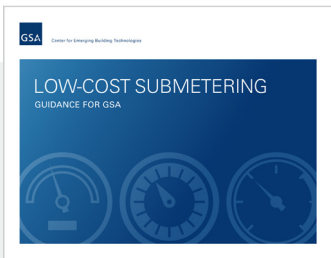 GSA
Center for Emerging Building Technologies
LOW-COST SUBMETERING
GUIDANCE FOR GSA